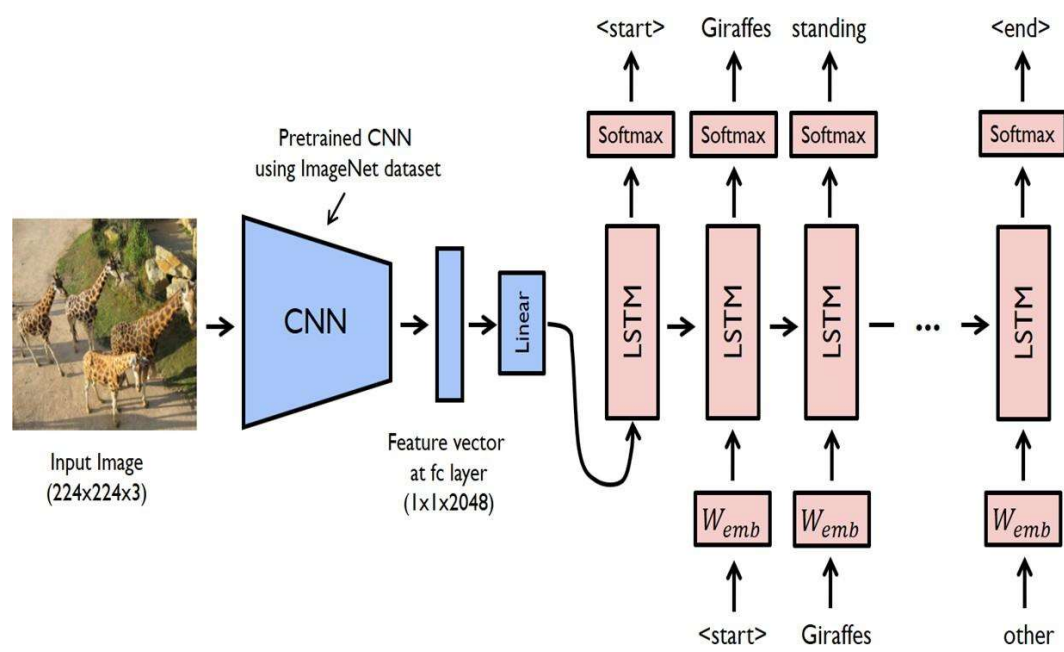 <start> Giraffes standing <end>
Softmax Softmax Softmax Softmax
Pretrained CNN
using ImageNet dataset
CNN
Linear
LSTM LSTM LSTM ... LSTM
Input Image
(224x224x3)
Feature vector
at fc layer
(1x1x2048)
W_emb W_emb W_emb
<start> Giraffes other